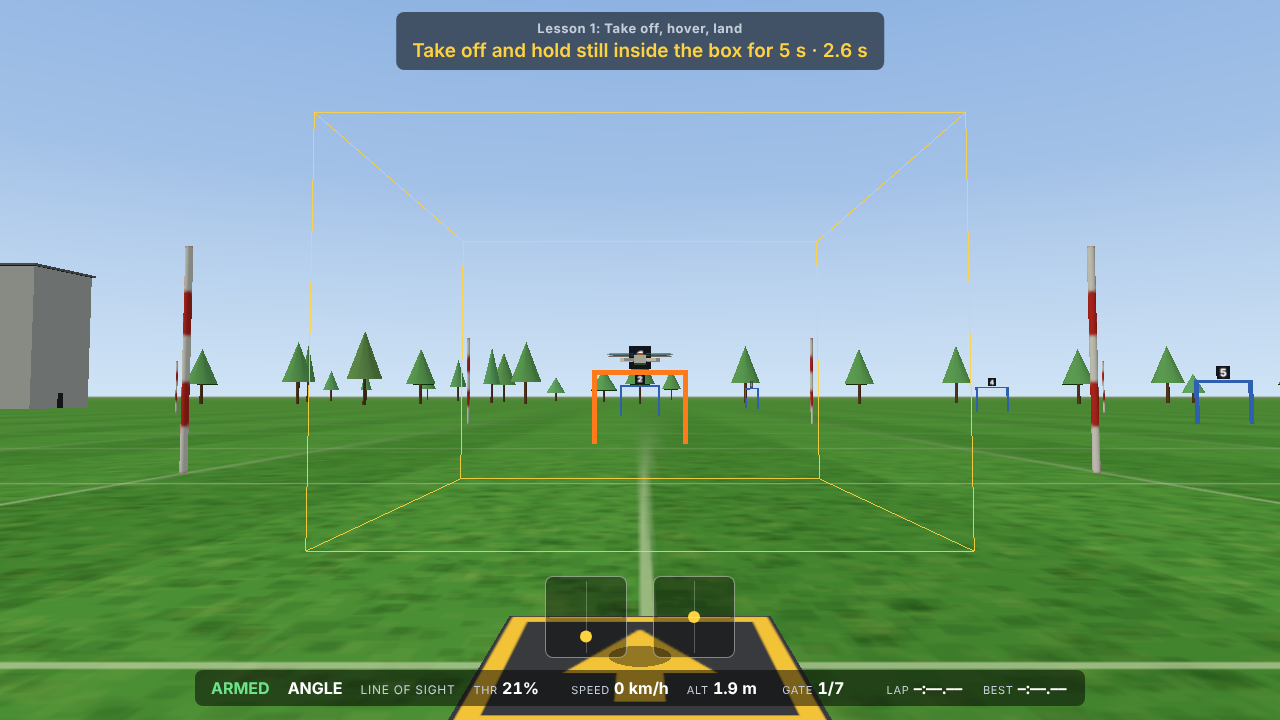 Lesson 1: Take off, hover, land
Take off and hold still inside the box for 5 s · 2.6 s
2
4
5
ARMED ANGLE LINE OF SIGHT THR 21% SPEED 0 km/h ALT 1.9 m GATE 1/7 LAP –:––.–– BEST –:––.––